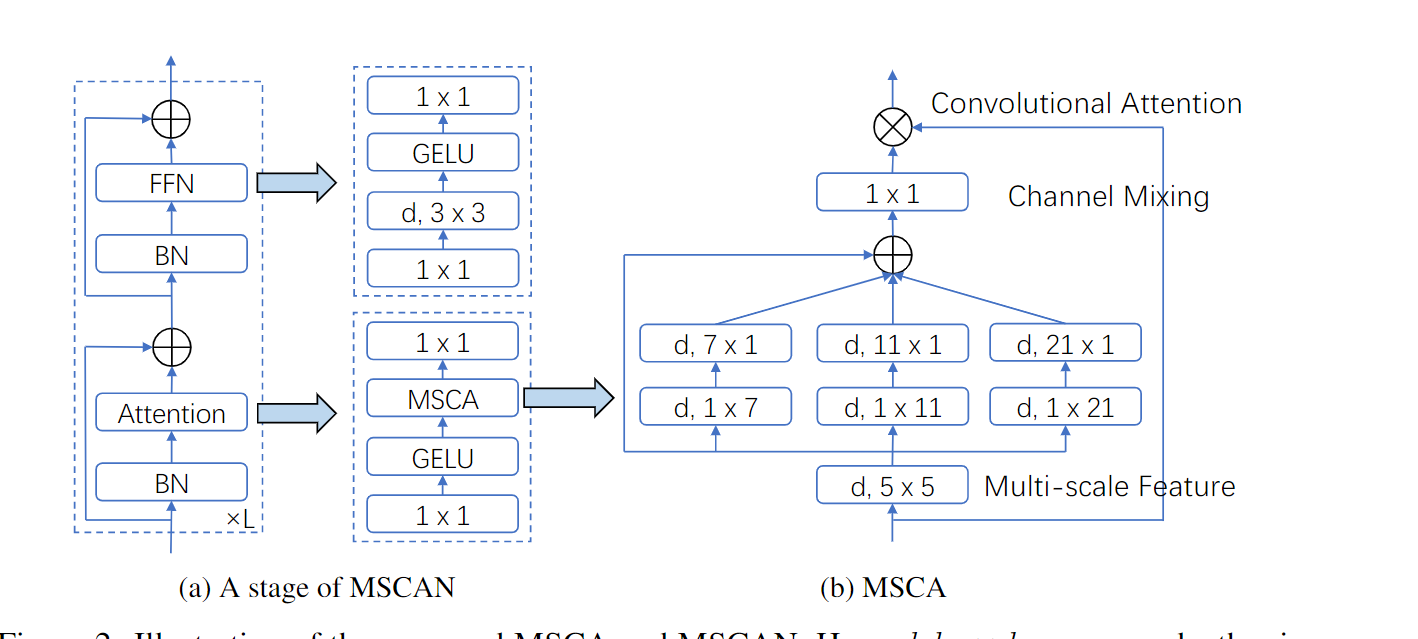 FFN
BN
Attention
BN
×L
1 x 1
GELU
d, 3 x 3
1 x 1
1 x 1
MSCA
GELU
1 x 1
Convolutional Attention
1 x 1
Channel Mixing
d, 7 x 1
d, 11 x 1
d, 21 x 1
d, 1 x 7
d, 1 x 11
d, 1 x 21
d, 5 x 5
Multi-scale Feature
(a) A stage of MSCAN
(b) MSCA